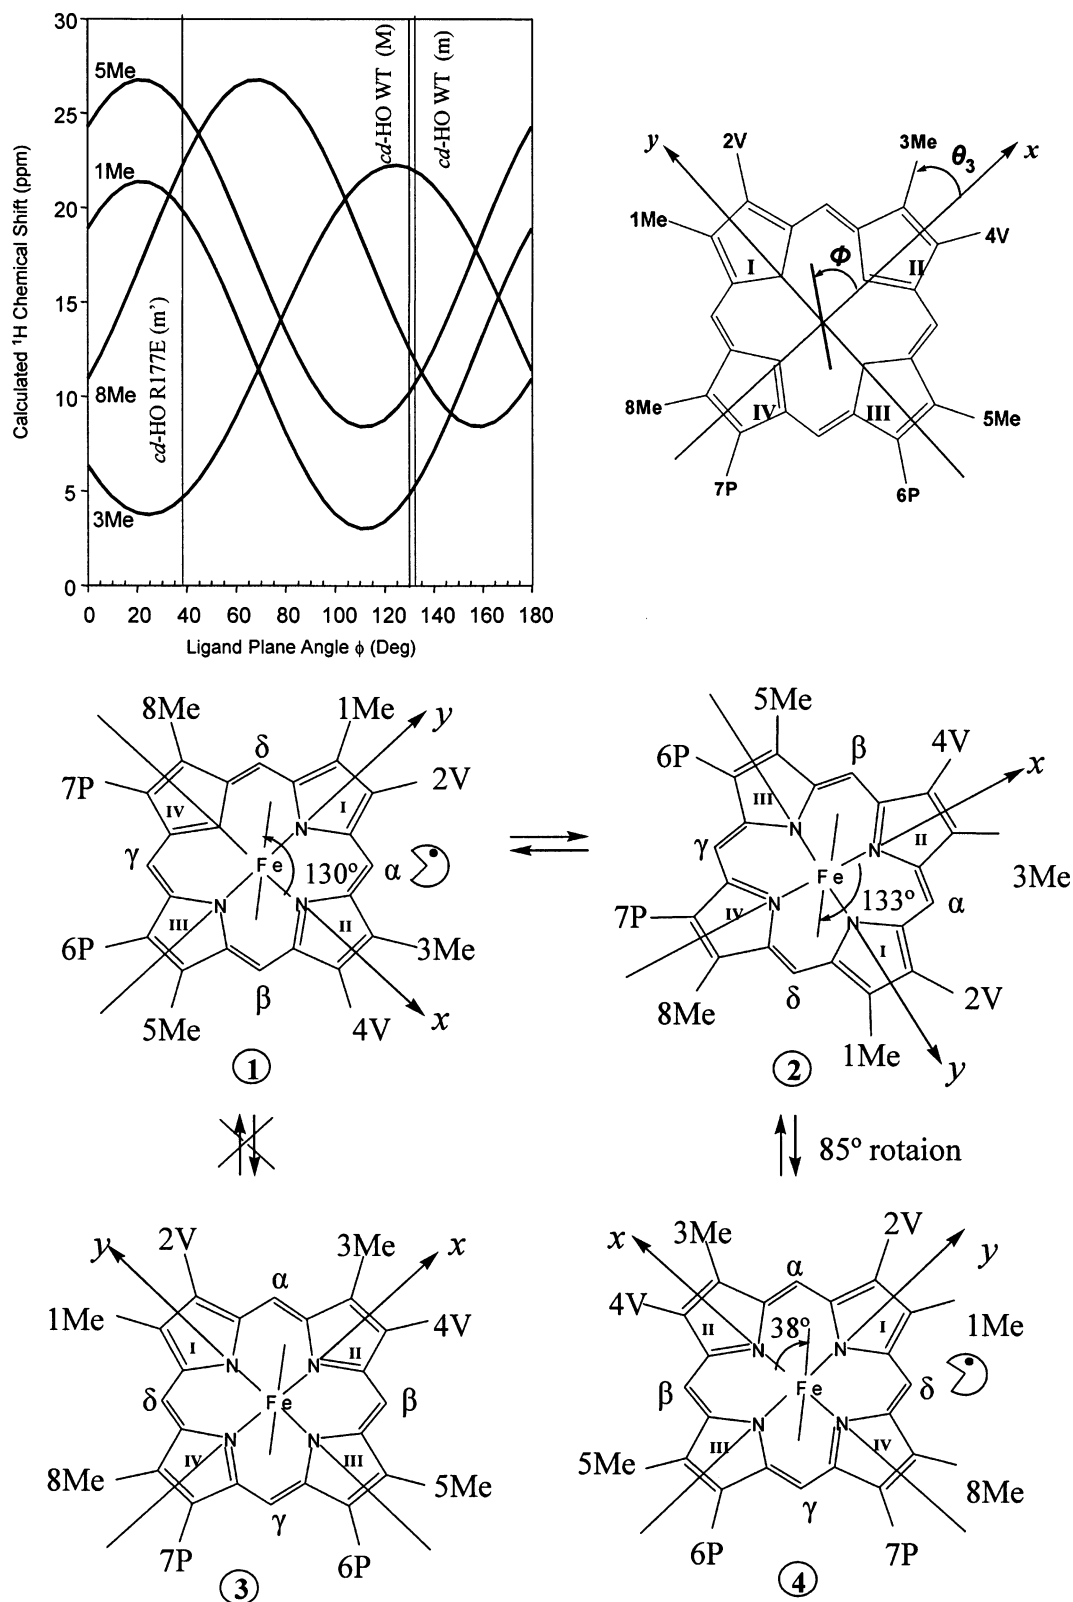 30
25
20
15
10
5
0
Calculated ¹H Chemical Shift (ppm)
5Me
1Me
8Me
3Me
cd-HO R177E (m')
cd-HO WT (M)
cd-HO WT (m)
0 20 40 60 80 100 120 140 160 180
Ligand Plane Angle ϕ (Deg)
y 2V 3Me θ₃ x
1Me I Φ II 4V
8Me IV III 5Me
7P 6P
8Me 1Me y
δ
7P IV I 2V
N
γ Fe 130º α
N N
6P III II 3Me
β
5Me 4V x
1
5Me β 4V x
6P III II
N N
γ Fe 133º 3Me
7P IV N N α
I
8Me δ 2V
1Me y
2
85º rotaion
y 2V 3Me x
α
1Me I II 4V
N N
δ Fe β
N N
8Me IV III 5Me
γ
7P 6P
3
x 3Me 2V y
α
4V II 38º I 1Me
N N
β Fe δ
N N
5Me III IV 8Me
γ
6P 7P
4